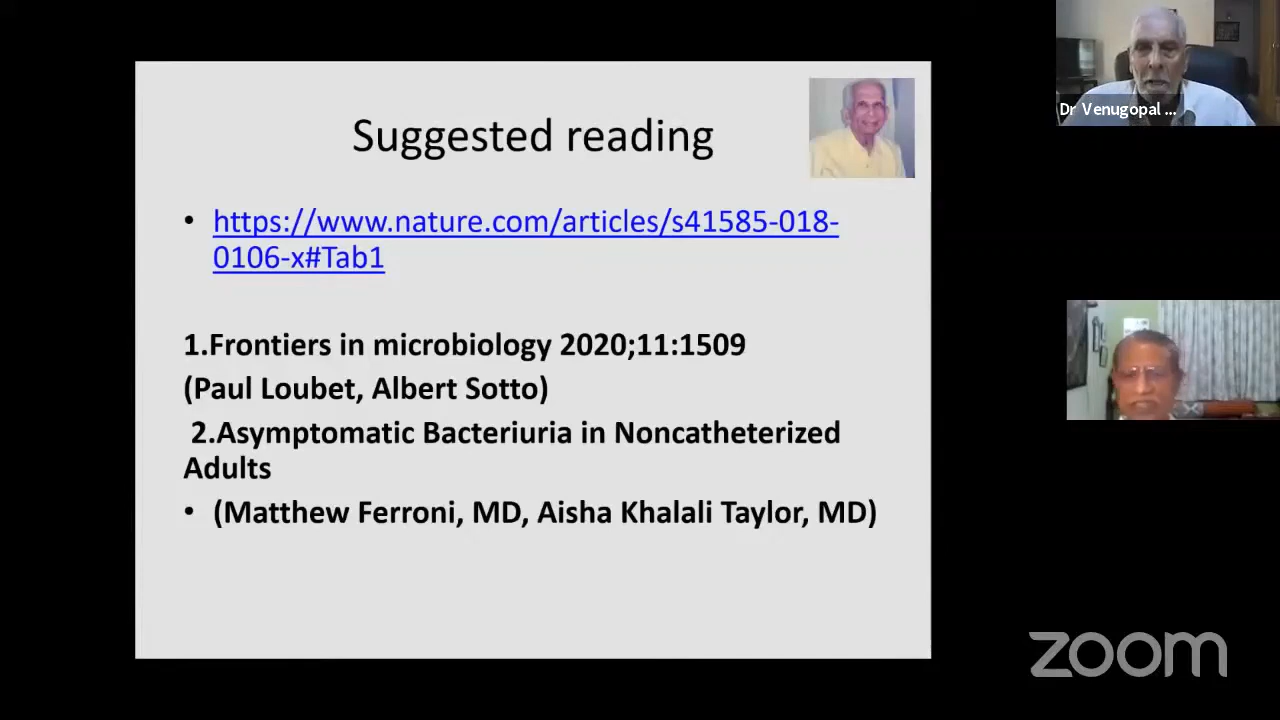 Suggested reading
• https://www.nature.com/articles/s41585-018-
0106-x#Tab1
1.Frontiers in microbiology 2020;11:1509
(Paul Loubet, Albert Sotto)
2.Asymptomatic Bacteriuria in Noncatheterized
Adults
• (Matthew Ferroni, MD, Aisha Khalali Taylor, MD)
Dr Venugopal ...
zoom